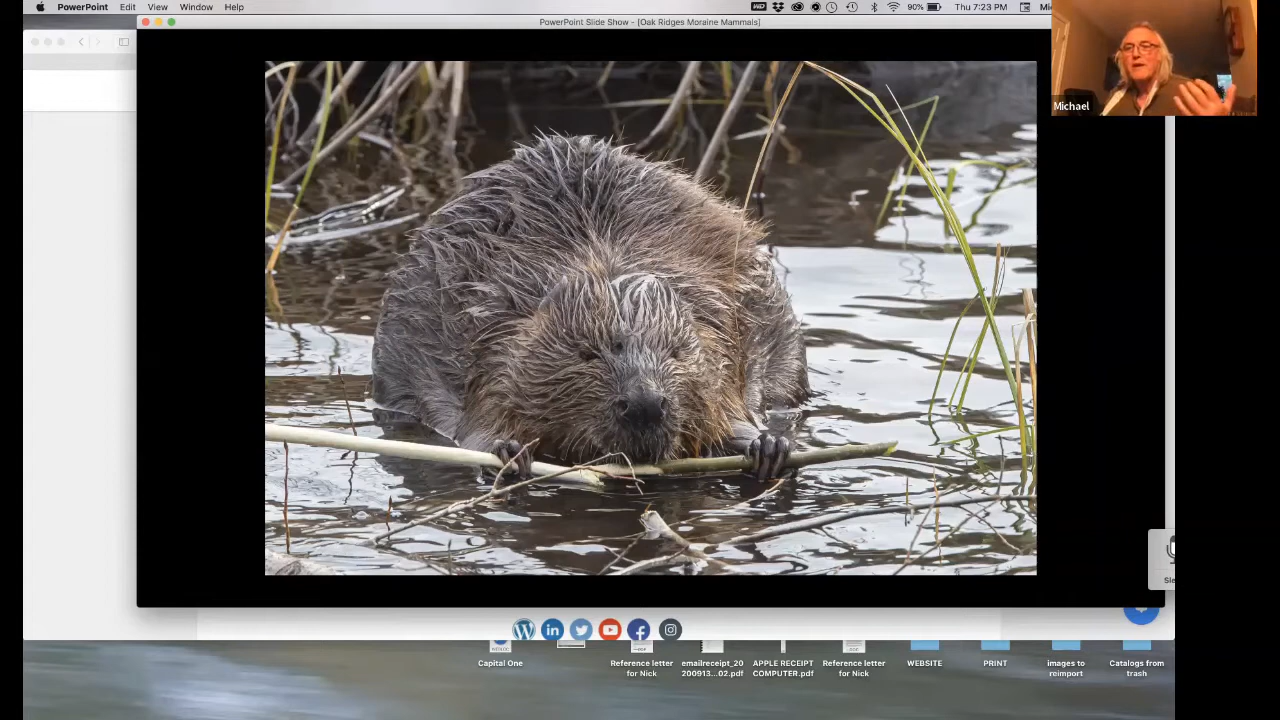 PowerPoint Edit View Window Help
90% Thu 7:23 PM Mi
PowerPoint Slide Show - [Oak Ridges Moraine Mammals]
Michael
Capital One
Reference letter
for Nick
emailreceipt_20
200913...02.pdf
APPLE RECEIPT
COMPUTER.pdf
Reference letter
for Nick
WEBSITE
PRINT
images to
reimport
Catalogs from
trash